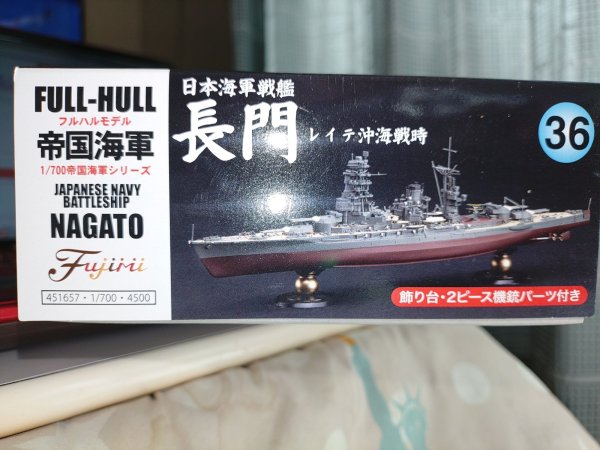 FULL-HULL
フルハルモデル
帝国海軍
1/700帝国海軍シリーズ
JAPANESE NAVY
BATTLESHIP
NAGATO
Fujimi
451657・1/700・4500
日本海軍戦艦
長門
レイテ沖海戦時
36
飾り台・2ピース機銃パーツ付き